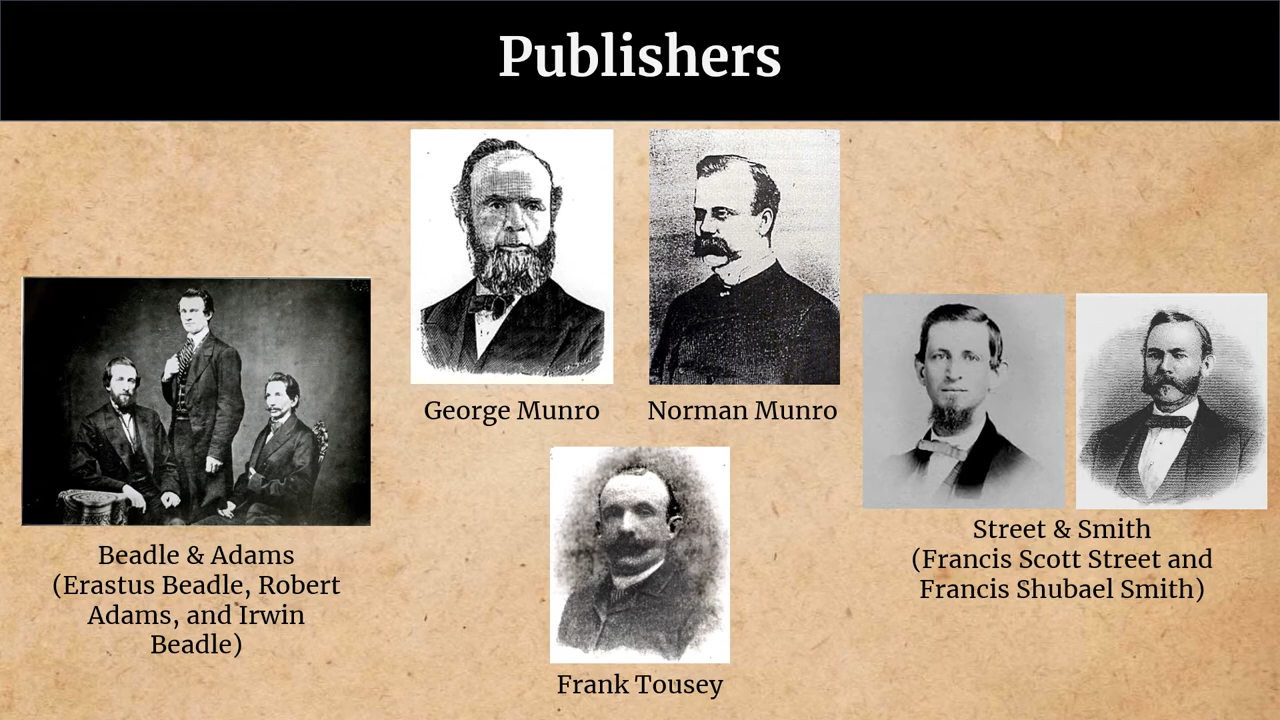 Publishers
George Munro
Norman Munro
Beadle & Adams
(Erastus Beadle, Robert
Adams, and Irwin
Beadle)
Street & Smith
(Francis Scott Street and
Francis Shubael Smith)
Frank Tousey